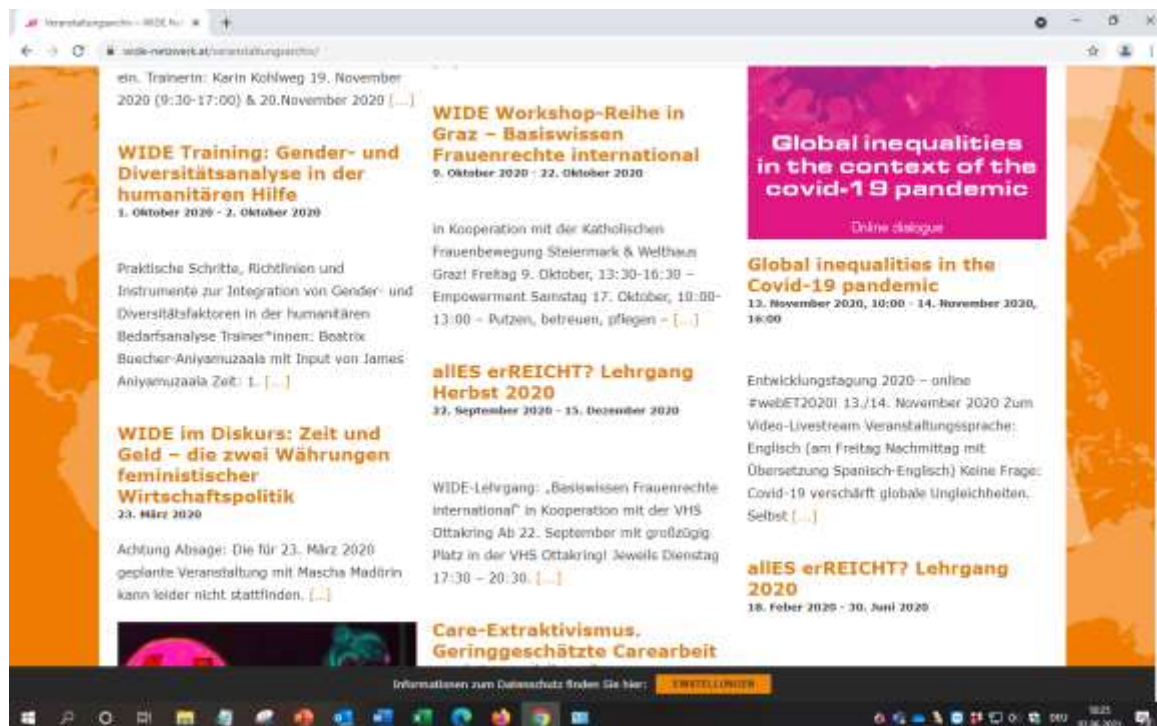 Veranstaltungsarchiv – WIDE
wide-netzwerk.at/veranstaltungsarchiv/
ein. Trainerin: Karin Kohlweg 19. November
2020 (9:30-17:00) & 20.November 2020 [...]
WIDE Training: Gender- und
Diversitätsanalyse in der
humanitären Hilfe
1. Oktober 2020 - 2. Oktober 2020
Praktische Schritte, Richtlinien und
Instrumente zur Integration von Gender- und
Diversitätsfaktoren in der humanitären
Bedarfsanalyse Trainer*innen: Beatrix
Buecher-Aniyamuzaala mit Input von James
Aniyamuzaala Zeit: 1. [...]
WIDE im Diskurs: Zeit und
Geld – die zwei Währungen
feministischer
Wirtschaftspolitik
23. März 2020
Achtung Absage: Die für 23. März 2020
geplante Veranstaltung mit Mascha Madörin
kann leider nicht stattfinden. [...]
WIDE Workshop-Reihe in
Graz – Basiswissen
Frauenrechte international
9. Oktober 2020 - 22. Oktober 2020
in Kooperation mit der Katholischen
Frauenbewegung Steiermark & Welthaus
Graz! Freitag 9. Oktober, 13:30-16:30 –
Empowerment Samstag 17. Oktober, 10:00-
13:00 – Putzen, betreuen, pflegen – [...]
allES erREICHT? Lehrgang
Herbst 2020
22. September 2020 - 15. Dezember 2020
WIDE-Lehrgang: „Basiswissen Frauenrechte
international" in Kooperation mit der VHS
Ottakring Ab 22. September mit großzügig
Platz in der VHS Ottakring! Jeweils Dienstag
17:30 – 20:30. [...]
Care-Extraktivismus.
Geringgeschätzte Carearbeit
Global inequalities
in the context of the
covid-19 pandemic
Online dialogue
Global inequalities in the
Covid-19 pandemic
13. November 2020, 10:00 - 14. November 2020,
16:00
Entwicklungstagung 2020 – online
#webET2020! 13./14. November 2020 Zum
Video-Livestream Veranstaltungssprache:
Englisch (am Freitag Nachmittag mit
Übersetzung Spanisch-Englisch) Keine Frage:
Covid-19 verschärft globale Ungleichheiten.
Selbst [...]
allES erREICHT? Lehrgang
2020
18. Feber 2020 - 30. Juni 2020
Informationen zum Datenschutz finden Sie hier: EINSTELLUNGEN
DEU